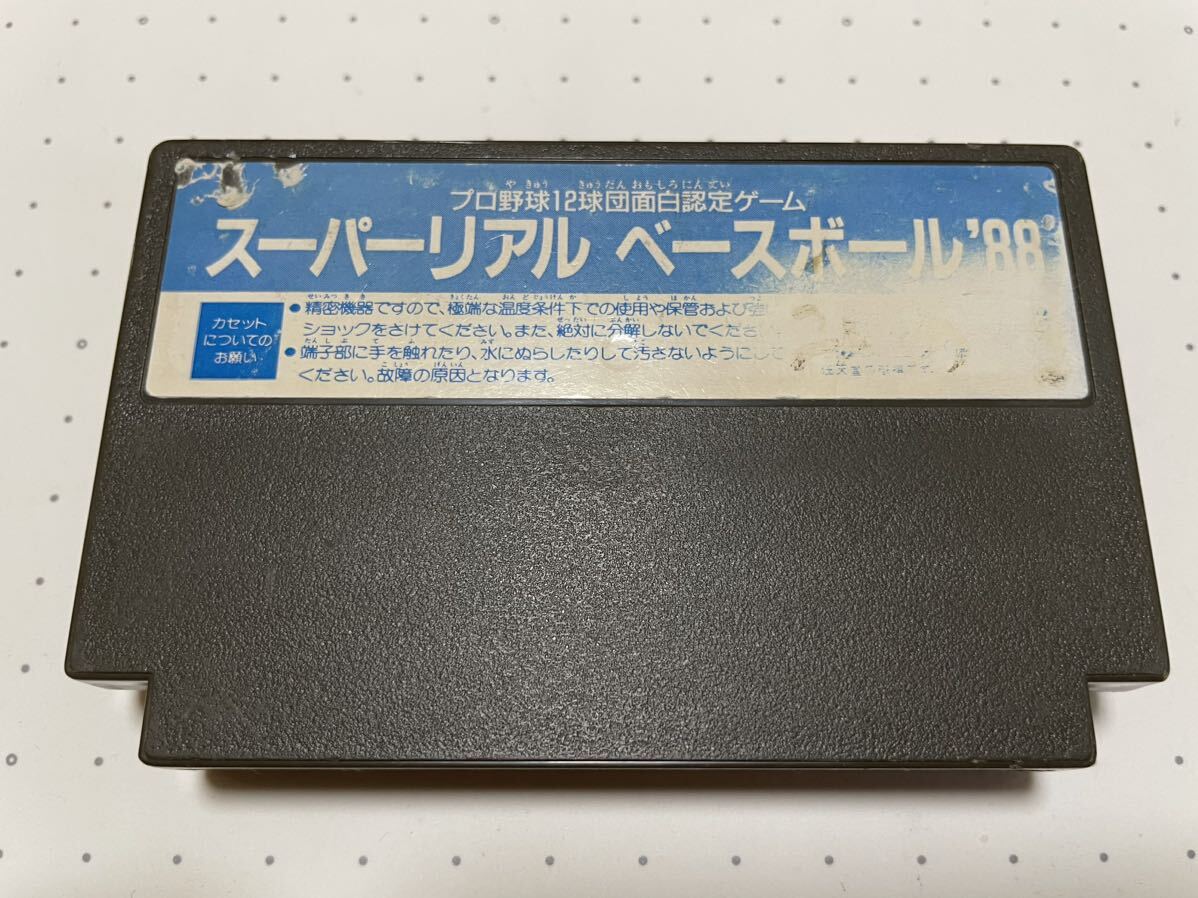 プロ野球12球団面白認定ゲーム
スーパーリアル ベースボール'88
カセット
についての
お願い
●精密機器ですので、極端な温度条件下での使用や保管および強
ショックをさけてください。また、絶対に分解しないでくださ
●端子部に手を触れたり、水にぬらしたりして汚さないようにして
ください。故障の原因となります。